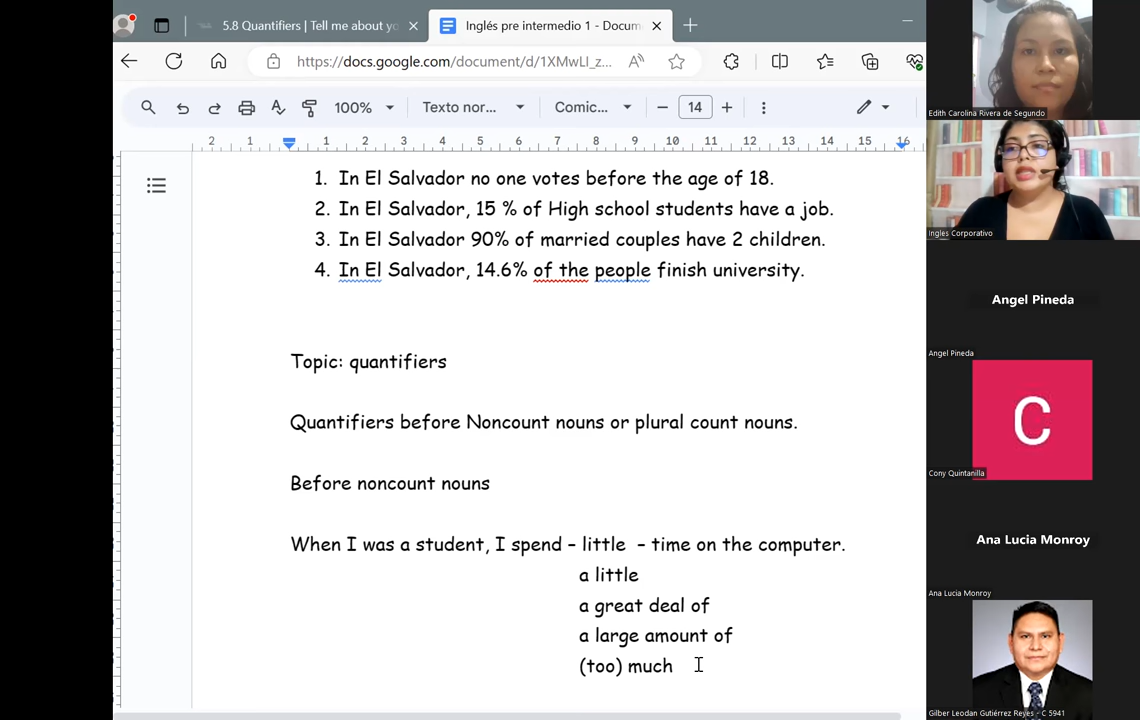 5.8 Quantifiers | Tell me about yo
Inglés pre intermedio 1 - Docum
https://docs.google.com/document/d/1XMwLI_z...
100%
Texto nor...
Comic...
14
2 1 1 2 3 4 5 6 7 8 9 10 11 12 13 14 15 16
1. In El Salvador no one votes before the age of 18.
2. In El Salvador, 15 % of High school students have a job.
3. In El Salvador 90% of married couples have 2 children.
4. In El Salvador, 14.6% of the people finish university.
Topic: quantifiers
Quantifiers before Noncount nouns or plural count nouns.
Before noncount nouns
When I was a student, I spend – little – time on the computer.
a little
a great deal of
a large amount of
(too) much
Edith Carolina Rivera de Segundo
Ingles Corporativo
Angel Pineda
Angel Pineda
C
Cony Quintanilla
Ana Lucia Monroy
Ana Lucia Monroy
Gilber Leodan Gutiérrez Reyes - C 5941